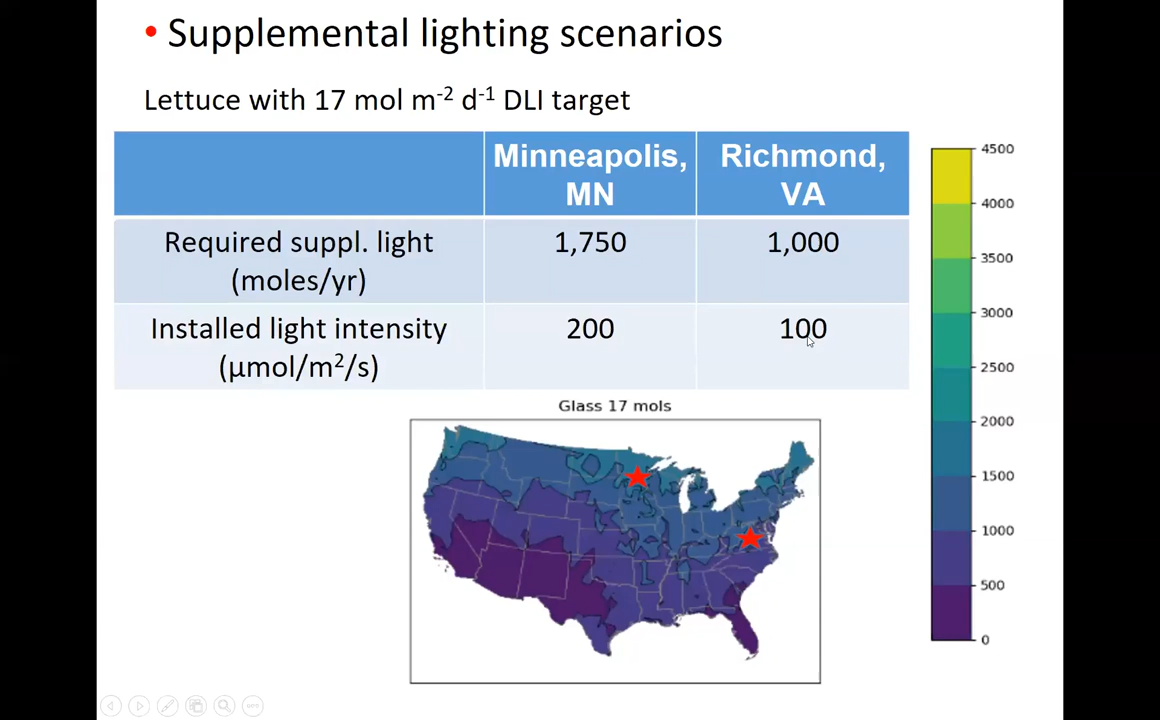 • Supplemental lighting scenarios
Lettuce with 17 mol m⁻² d⁻¹ DLI target
Minneapolis,
MN
Richmond,
VA
Required suppl. light
(moles/yr)
1,750
1,000
Installed light intensity
(µmol/m²/s)
200
100
Glass 17 mols
4500
4000
3500
3000
2500
2000
1500
1000
500
0